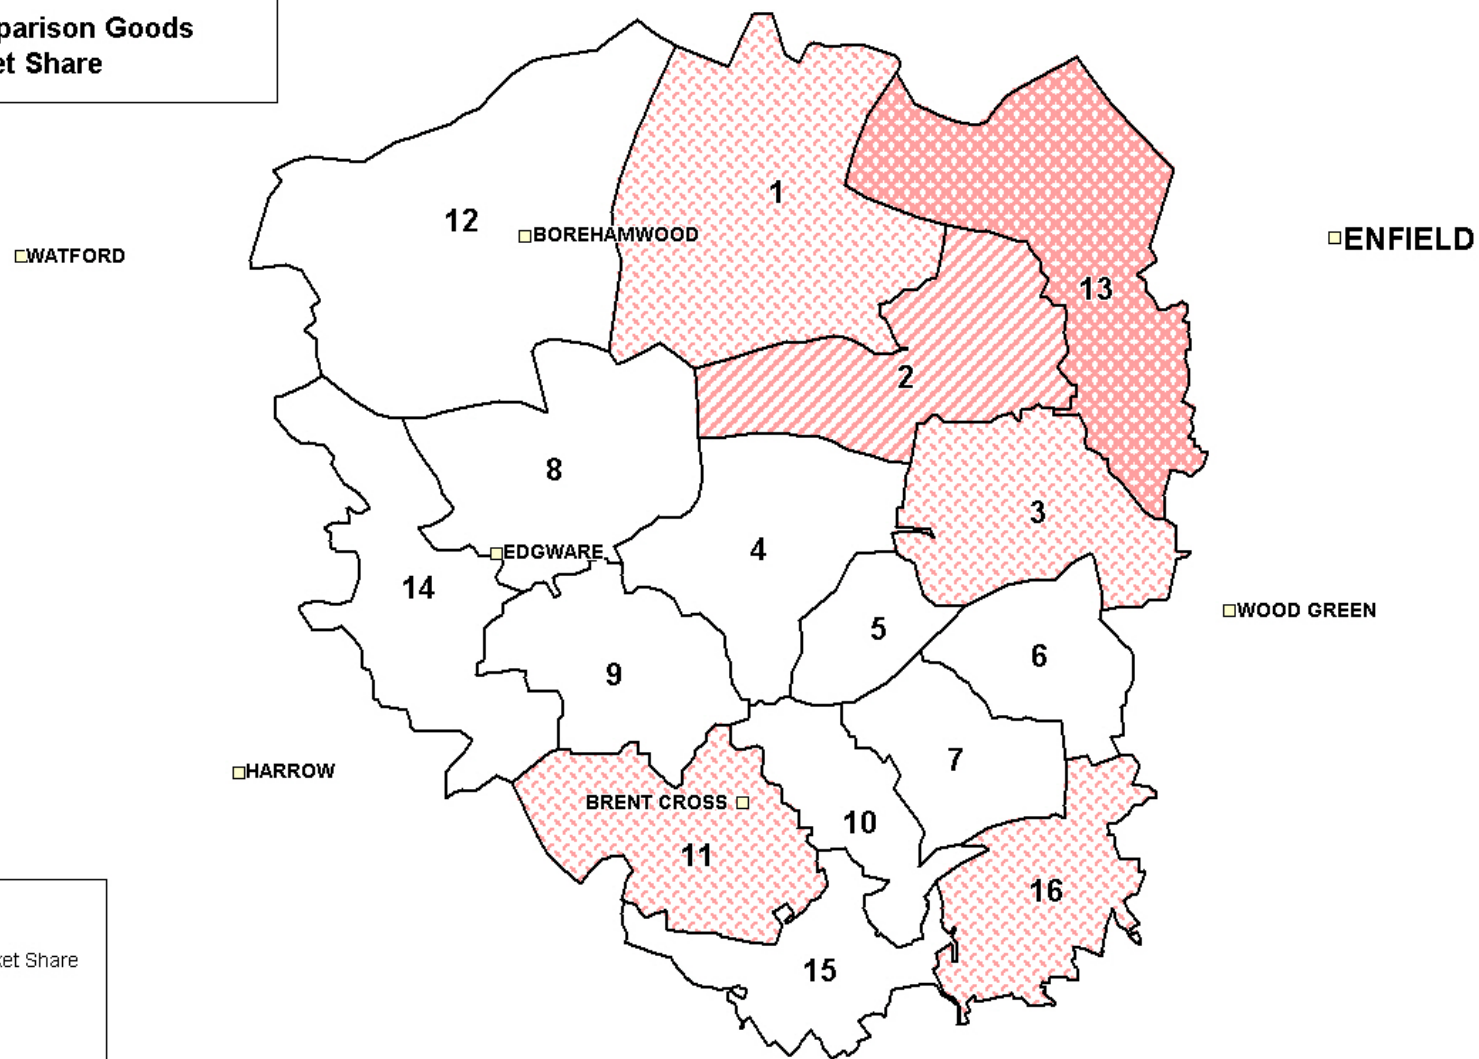 parison Goods
et Share
1
12
BOREHAMWOOD
WATFORD
ENFIELD
13
2
8
3
EDGWARE
4
14
WOOD GREEN
5
6
9
7
HARROW
BRENT CROSS
10
11
16
ket Share
15